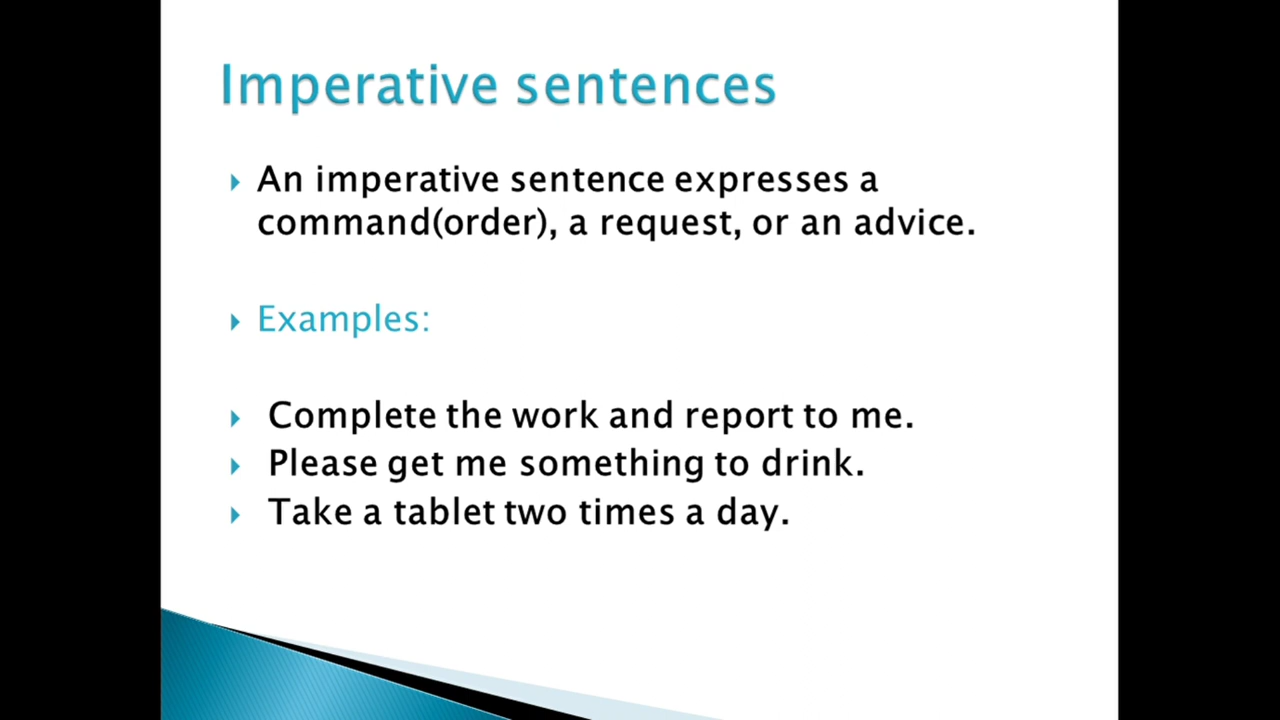 Imperative sentences
An imperative sentence expresses a
command(order), a request, or an advice.
Examples:
Complete the work and report to me.
Please get me something to drink.
Take a tablet two times a day.